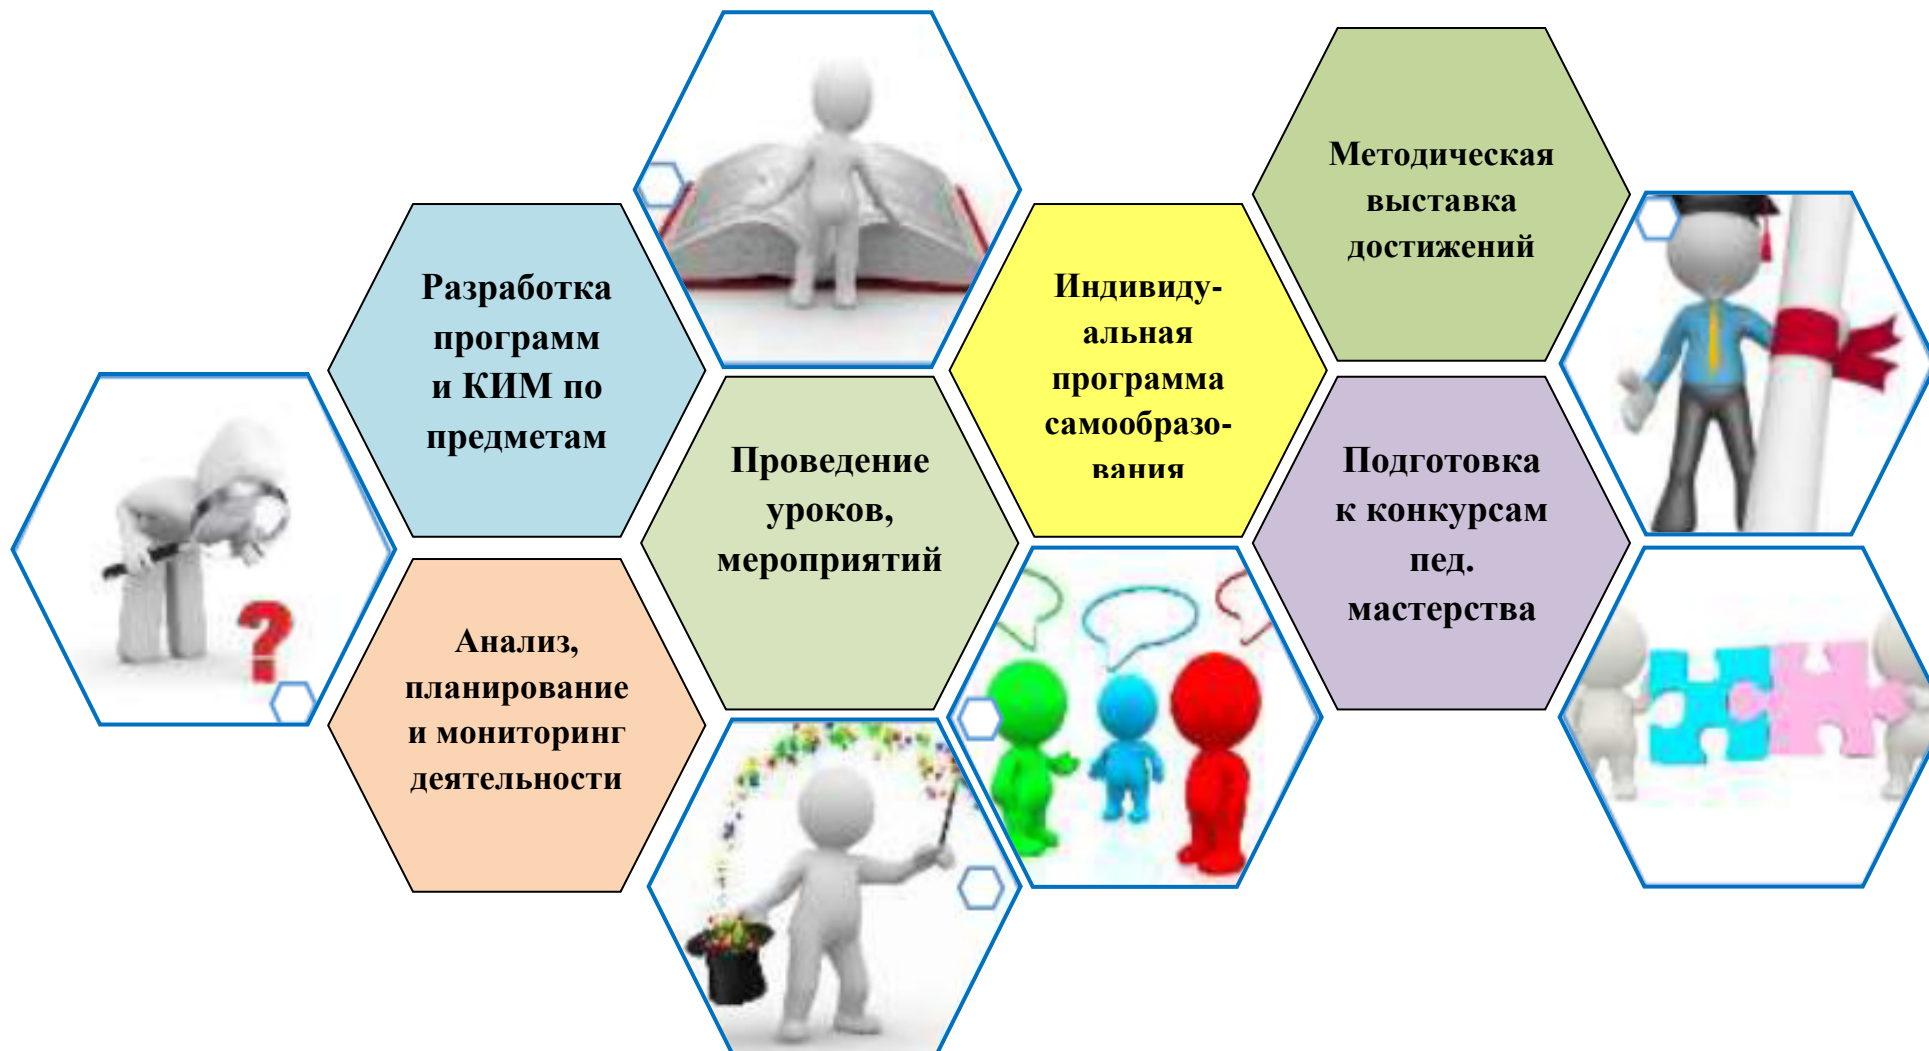 Разработка
программ
и КИМ по
предметам
Анализ,
планирование
и мониторинг
деятельности
Проведение
уроков,
мероприятий
Индивиду-
альная
программа
самообразо-
вания
Методическая
выставка
достижений
Подготовка
к конкурсам
пед.
мастерства